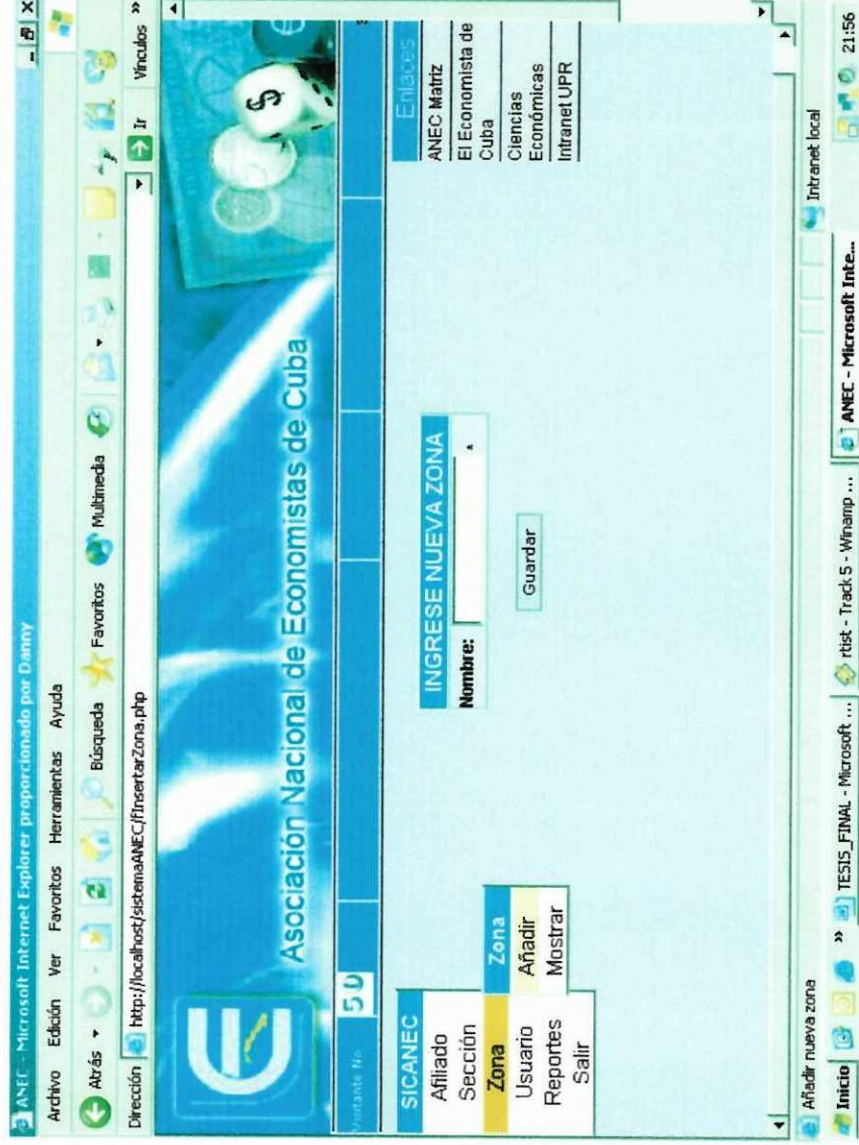 ANEC - Microsoft Internet Explorer proporcionado por Danny
Archivo Edición Ver Favoritos Herramientas Ayuda
Atrás Búsqueda Favoritos Multimedia
Dirección http://localhost/sistemaANEC/fInsertarZona.php Ir Vínculos »
Asociación Nacional de Economistas de Cuba
$
Visitante No 50
SICANEC
Afiliado
Sección
Zona
Usuario
Reportes
Salir
Zona
Añadir
Mostrar
INGRESE NUEVA ZONA
Nombre: *
Guardar
Enlaces
ANEC Matriz
El Economista de
Cuba
Ciencias
Económicas
Intranet UPR
Añadir nueva zona Intranet local
Inicio » TESIS_FINAL - Microsoft ... rtist - Track 5 - Winamp ... ANEC - Microsoft Inte... 21:56